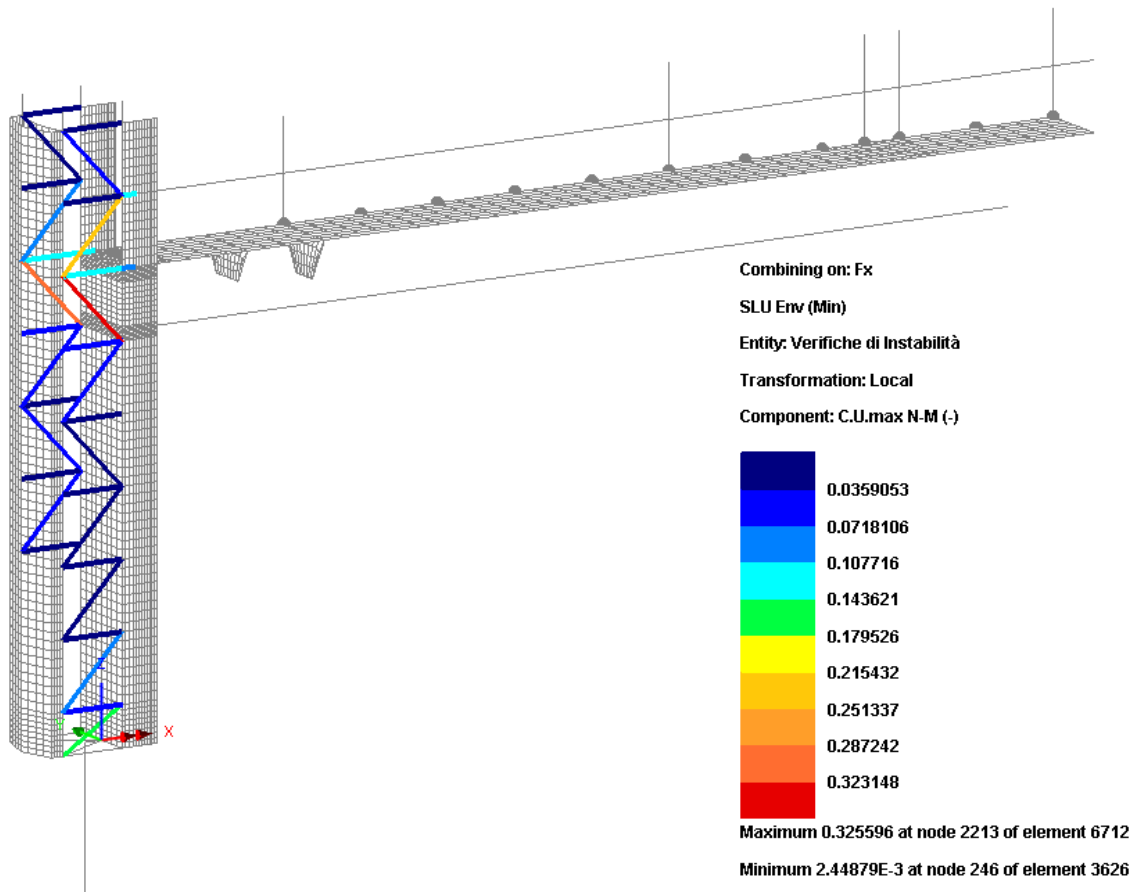 Combining on: Fx
SLU Env (Min)
Entity: Verifiche di Instabilità
Transformation: Local
Component: C.U.max N-M (-)
0.0359053
0.0718106
0.107716
0.143621
0.179526
0.215432
0.251337
0.287242
0.323148
Maximum 0.325596 at node 2213 of element 6712
Minimum 2.44879E-3 at node 246 of element 3626
Z
X